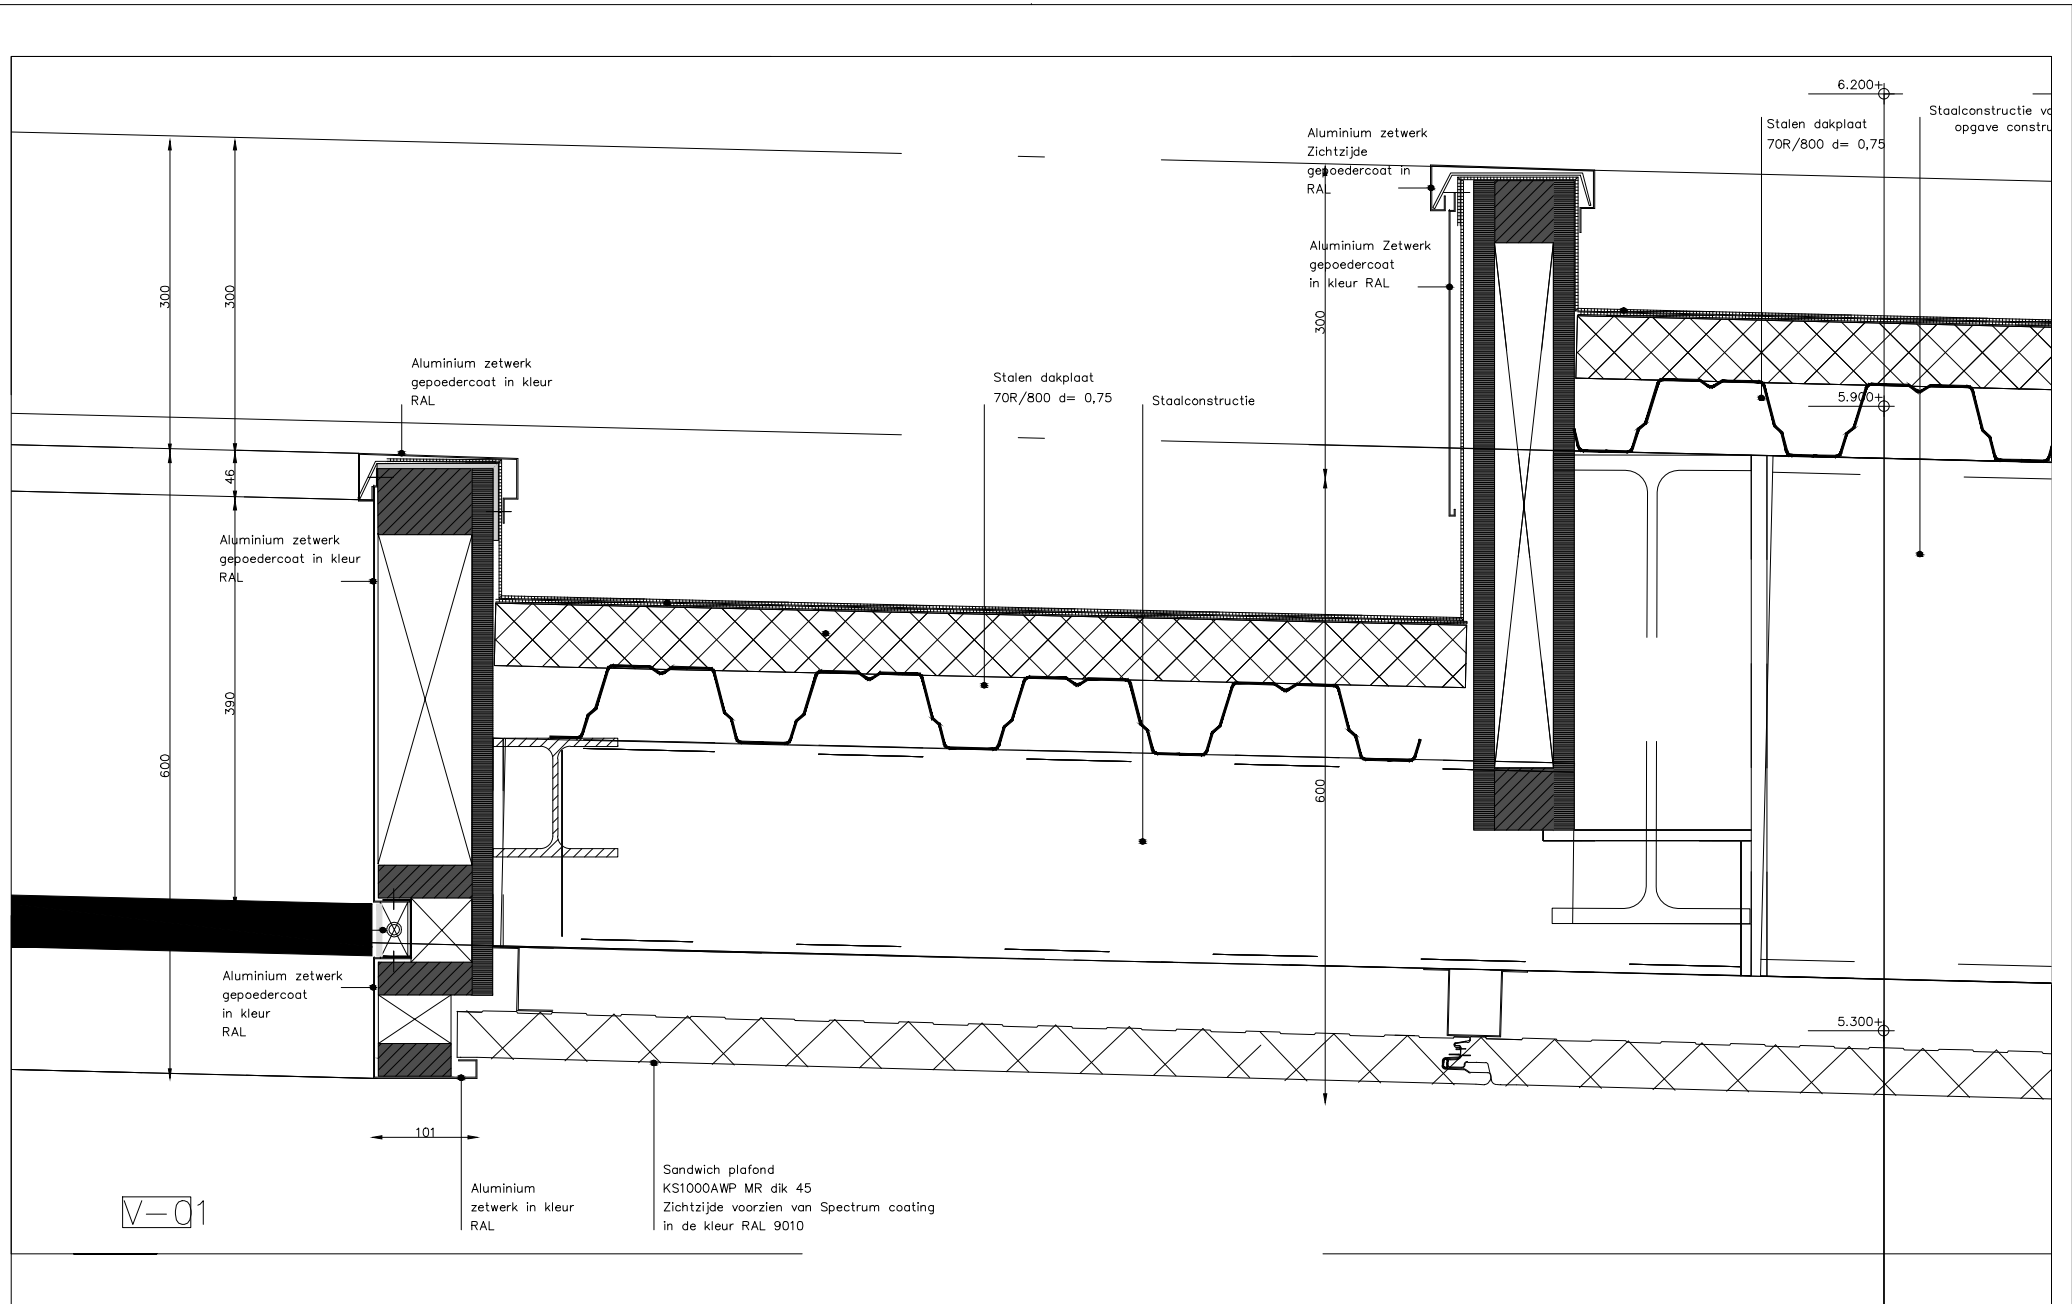 6.200+
Staalconstructie
opgave
Stalen dakplaat
70R/800 d= 0,75
Aluminium zetwerk
Zichtzijde
gepoedercoat in
RAL
Aluminium Zetwerk
gepoedercoat
in kleur RAL
300
300
300
Aluminium zetwerk
gepoedercoat in kleur
RAL
Stalen dakplaat
70R/800 d= 0,75
Staalconstructie
5.900+
46
Aluminium zetwerk
gepoedercoat in kleur
RAL
390
600
600
Aluminium zetwerk
gepoedercoat
in kleur
RAL
5.300+
101
Sandwich plafond
KS1000AWP MR dik 45
Zichtzijde voorzien van Spectrum coating
in de kleur RAL 9010
Aluminium
zetwerk in kleur
RAL
V-01